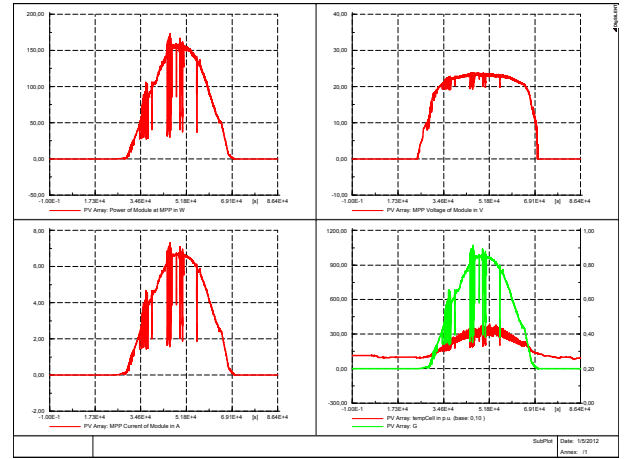 DIgSILENT
200,00
150,00
100,00
50,00
0,00
-50,00
-1.00E-1 1.73E+4 3.46E+4 5.18E+4 6.91E+4 [s] 8.64E+4
PV Array: Power of Module at MPP in W
40,00
30,00
20,00
10,00
0,00
-10,00
-1.00E-1 1.73E+4 3.46E+4 5.18E+4 6.91E+4 [s] 8.64E+4
PV Array: MPP Voltage of Module in V
8,00
6,00
4,00
2,00
0,00
-2,00
-1.00E-1 1.73E+4 3.46E+4 5.18E+4 6.91E+4 [s] 8.64E+4
PV Array: MPP Current of Module in A
1200,00 1,00
900,00 0,80
600,00 0,60
300,00 0,40
0,00 0,20
-300,00 0,00
-1.00E-1 1.73E+4 3.46E+4 5.18E+4 6.91E+4 [s] 8.64E+4
PV Array: tempCell in p.u. (base: 0,10 )
PV Array: G
SubPlot
Date: 1/5/2012
Annex: /1